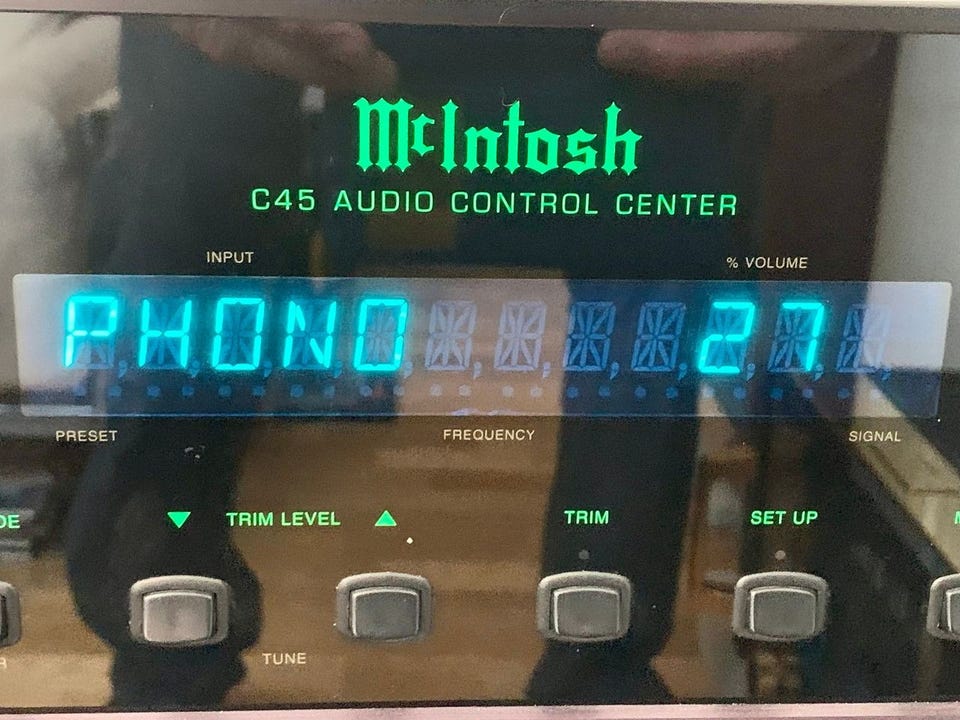 McIntosh
C45 AUDIO CONTROL CENTER
INPUT % VOLUME
PHONO 27
PRESET FREQUENCY SIGNAL
TRIM LEVEL TRIM SET UP
TUNE